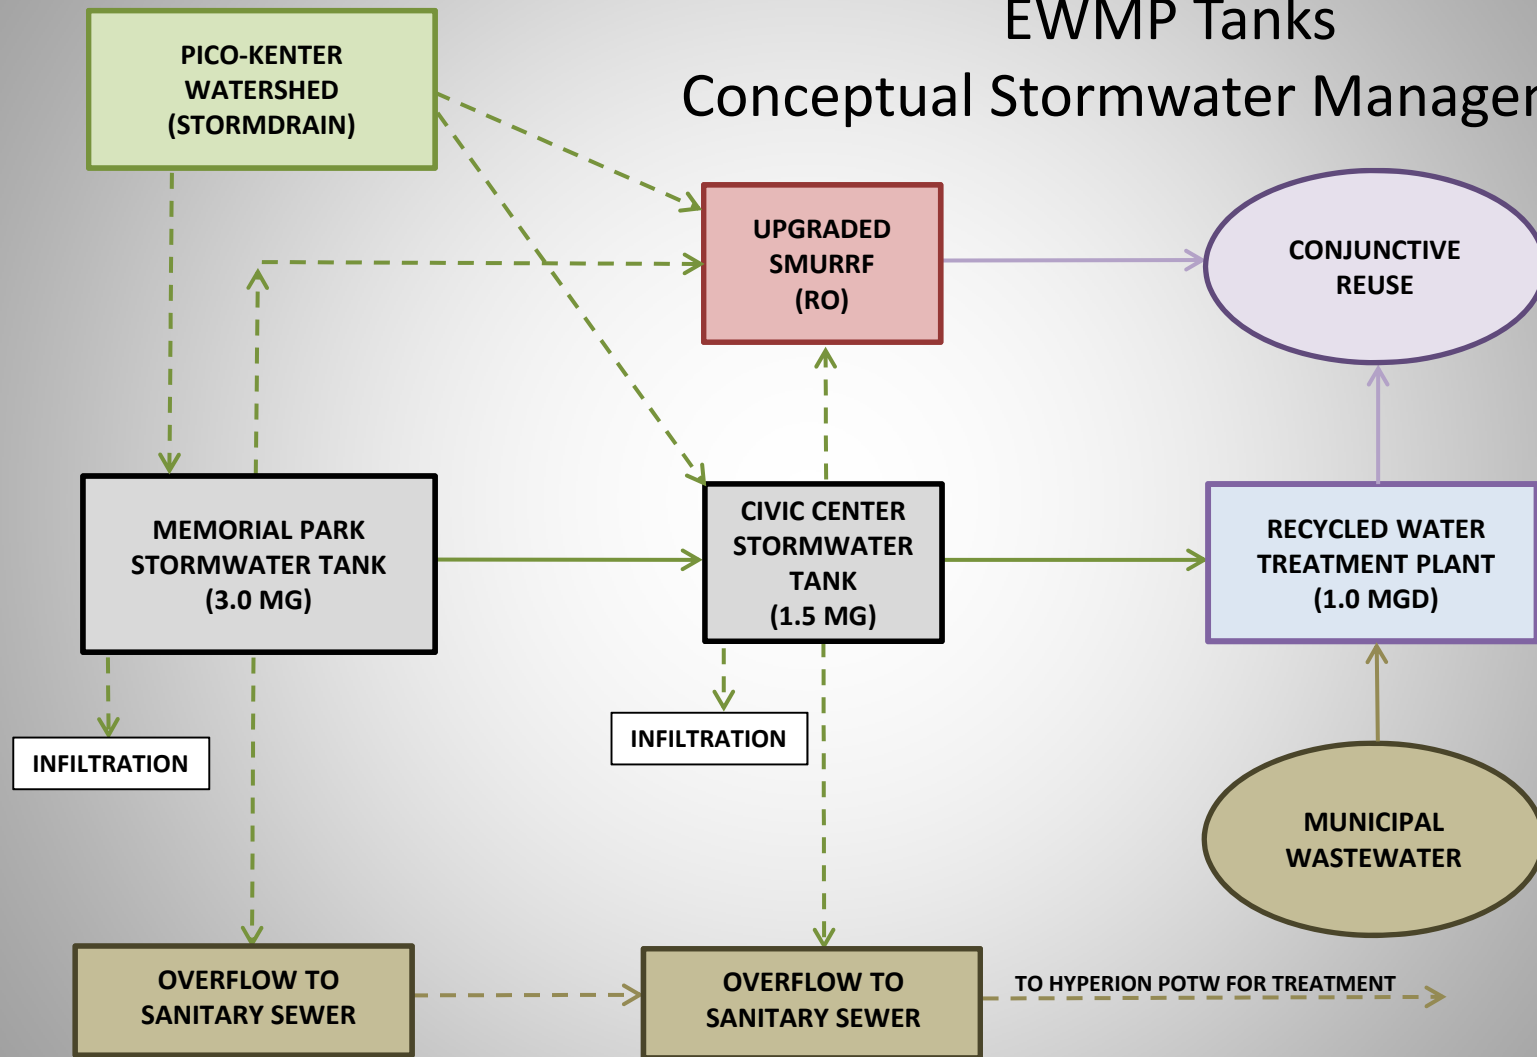 EWMP Tanks
Conceptual Stormwater Manager
PICO-KENTER
WATERSHED
(STORMDRAIN)
UPGRADED
SMURRF
(RO)
CONJUNCTIVE
REUSE
MEMORIAL PARK
STORMWATER TANK
(3.0 MG)
CIVIC CENTER
STORMWATER
TANK
(1.5 MG)
RECYCLED WATER
TREATMENT PLANT
(1.0 MGD)
INFILTRATION
INFILTRATION
MUNICIPAL
WASTEWATER
OVERFLOW TO
SANITARY SEWER
OVERFLOW TO
SANITARY SEWER
TO HYPERION POTW FOR TREATMENT